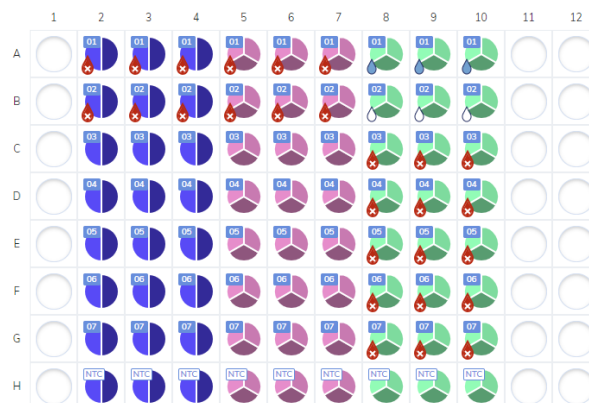 1 2 3 4 5 6 7 8 9 10 11 12
A 01 01 01 01 01 01 01 01 01
B 02 02 02 02 02 02 02 02 02
C 03 03 03 03 03 03 03 03 03
D 04 04 04 04 04 04 04 04 04
E 05 05 05 05 05 05 05 05 05
F 06 06 06 06 06 06 06 06 06
G 07 07 07 07 07 07 07 07 07
H NTC NTC NTC NTC NTC NTC NTC NTC NTC